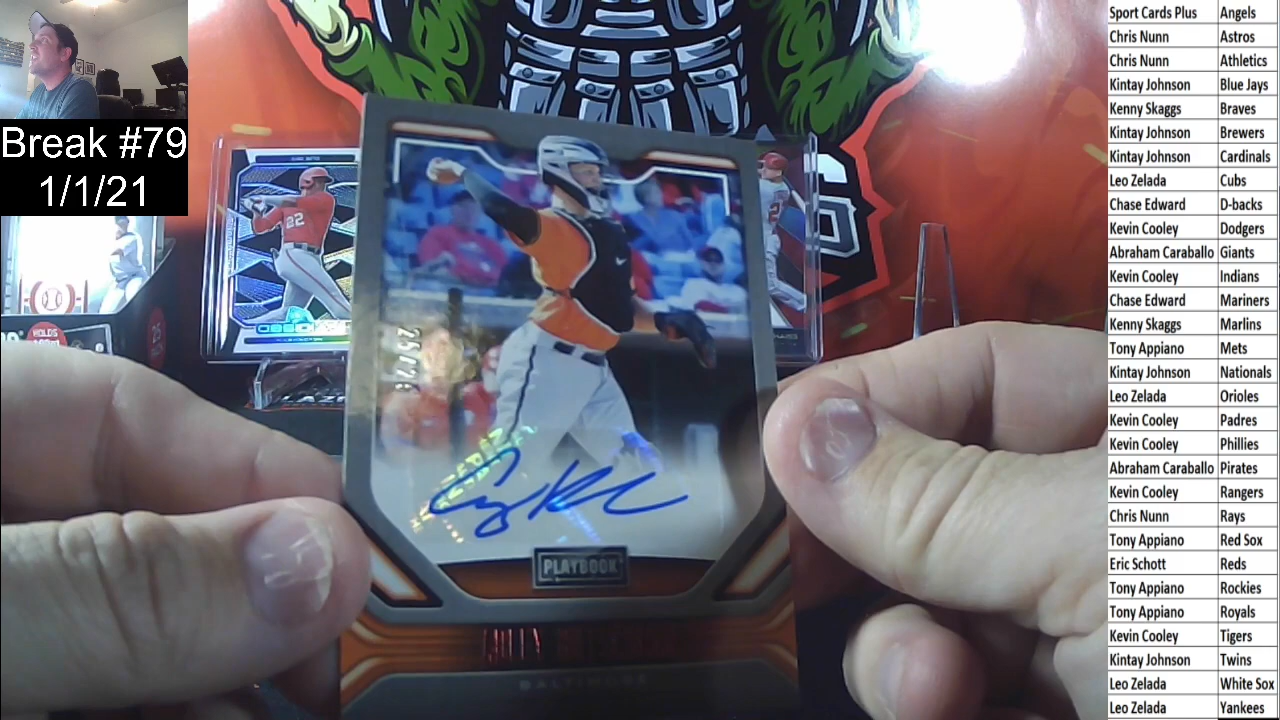 Break #79
1/1/21
22
HOLDS
25
PLAYBOOK
BALTIMORE
Sport Cards Plus Angels
Chris Nunn Astros
Chris Nunn Athletics
Kintay Johnson Blue Jays
Kenny Skaggs Braves
Kintay Johnson Brewers
Kintay Johnson Cardinals
Leo Zelada Cubs
Chase Edward D-backs
Kevin Cooley Dodgers
Abraham Caraballo Giants
Kevin Cooley Indians
Chase Edward Mariners
Kenny Skaggs Marlins
Tony Appiano Mets
Kintay Johnson Nationals
Leo Zelada Orioles
Kevin Cooley Padres
Kevin Cooley Phillies
Abraham Caraballo Pirates
Kevin Cooley Rangers
Chris Nunn Rays
Tony Appiano Red Sox
Eric Schott Reds
Tony Appiano Rockies
Tony Appiano Royals
Kevin Cooley Tigers
Kintay Johnson Twins
Leo Zelada White Sox
Leo Zelada Yankees